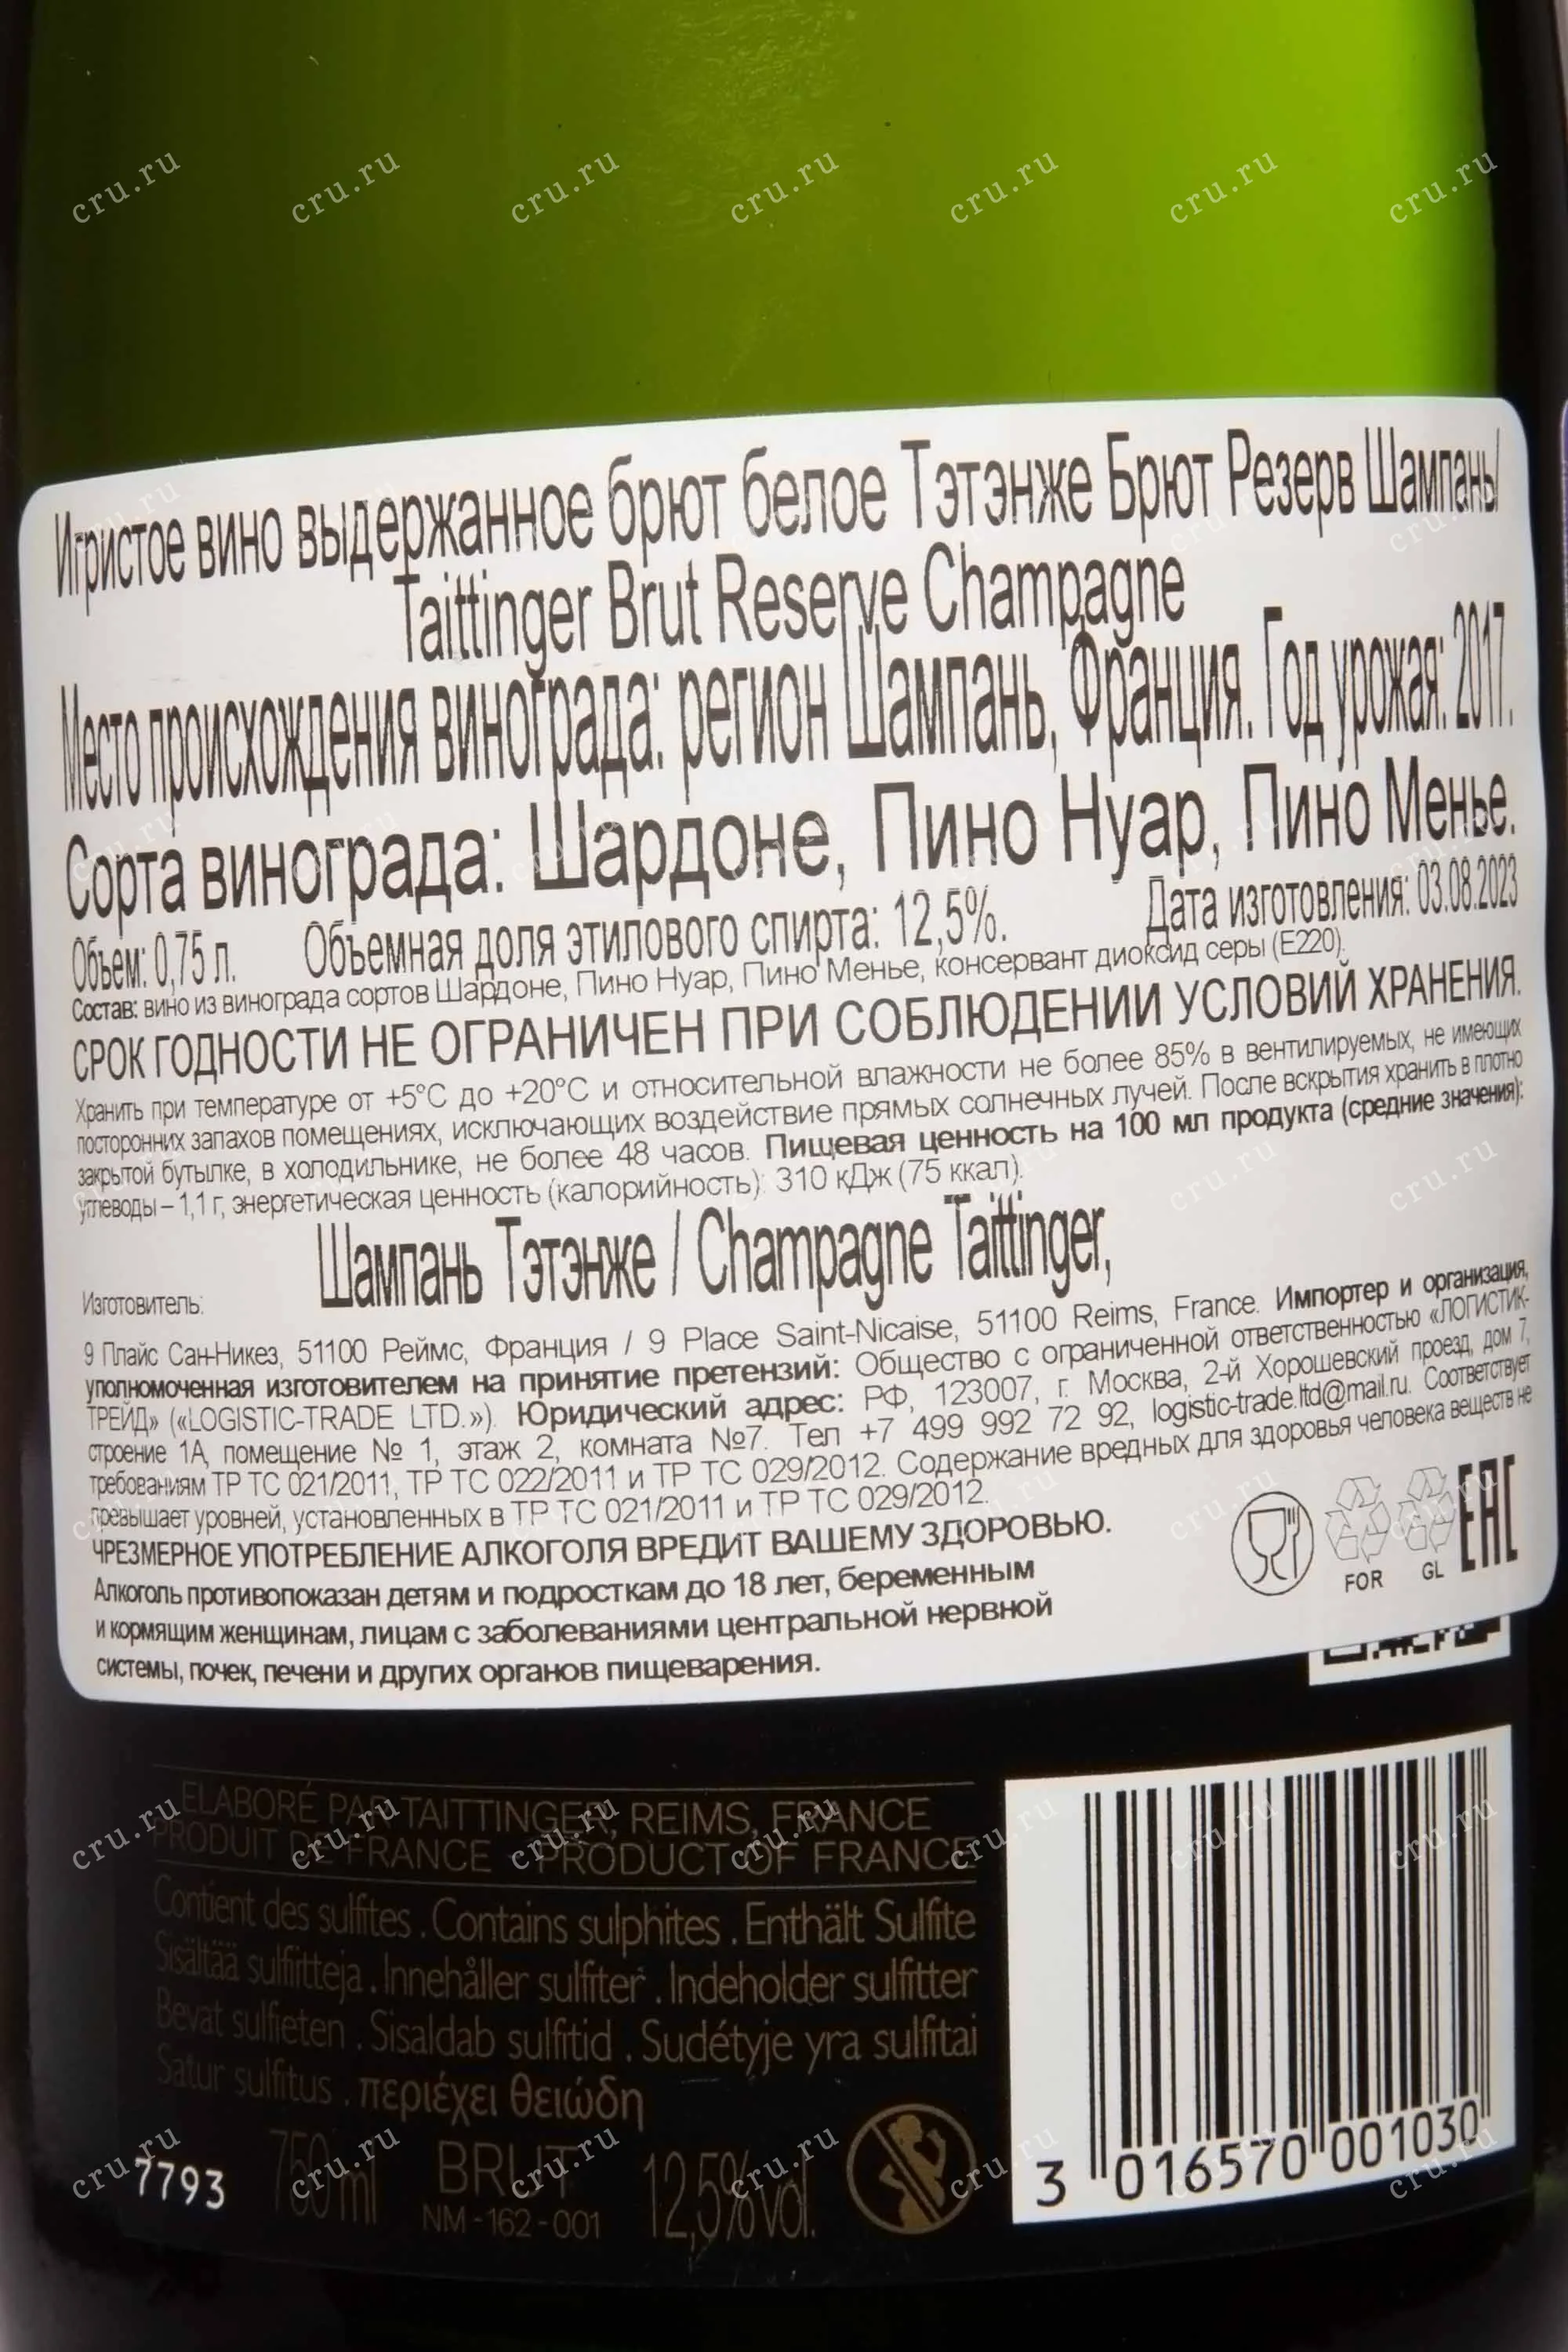 Игристое вино выдержанное брют белое Тэтэнже Брют Резерв Шампань/
Taittinger Brut Reserve Champagne
Место происхождения винограда: регион Шампань, Франция. Год урожая: 2017.
Сорта винограда: Шардоне, Пино Нуар, Пино Менье.
Объем: 0,75 л. Объемная доля этилового спирта: 12,5%. Дата изготовления: 03.08.2023
Состав: вино из винограда сортов Шардоне, Пино Нуар, Пино Менье, консервант диоксид серы (Е220).
СРОК ГОДНОСТИ НЕ ОГРАНИЧЕН ПРИ СОБЛЮДЕНИИ УСЛОВИЙ ХРАНЕНИЯ.
Хранить при температуре от +5°С до +20°С и относительной влажности не более 85% в вентилируемых, не имеющих
посторонних запахов помещениях, исключающих воздействие прямых солнечных лучей. После вскрытия хранить в плотно
закрытой бутылке, в холодильнике, не более 48 часов. Пищевая ценность на 100 мл продукта (средние значения):
углеводы – 1,1 г, энергетическая ценность (калорийность): 310 кДж (75 ккал).
Изготовитель: Шампань Тэтэнже / Champagne Taittinger,
9 Плайс Сан-Никез, 51100 Реймс, Франция / 9 Place Saint-Nicaise, 51100 Reims, France. Импортер и организация,
уполномоченная изготовителем на принятие претензий: Общество с ограниченной ответственностью «ЛОГИСТИК-
ТРЕЙД» («LOGISTIC-TRADE LTD.»). Юридический адрес: РФ, 123007, г. Москва, 2-й Хорошевский проезд, дом 7,
строение 1А, помещение № 1, этаж 2, комната №7. Тел +7 499 992 72 92, logistic-trade.ltd@mail.ru. Соответствует
требованиям ТР ТС 021/2011, ТР ТС 022/2011 и ТР ТС 029/2012. Содержание вредных для здоровья человека веществ не
превышает уровней, установленных в ТР ТС 021/2011 и ТР ТС 029/2012.
ЧРЕЗМЕРНОЕ УПОТРЕБЛЕНИЕ АЛКОГОЛЯ ВРЕДИТ ВАШЕМУ ЗДОРОВЬЮ.
Алкоголь противопоказан детям и подросткам до 18 лет, беременным
и кормящим женщинам, лицам с заболеваниями центральной нервной
системы, почек, печени и других органов пищеварения.
FOR GL EAC
ELABORÉ PAR TAITTINGER, REIMS, FRANCE
PRODUIT DE FRANCE PRODUCT OF FRANCE
Contient des sulfites . Contains sulphites . Enthält Sulfite
Sisältää sulfiitteja . Innehåller sulfiter . Indeholder sulfitter
Bevat sulfieten . Sisaldab sulfitid . Sudėtyje yra sulfitai
Satur sulfitus . περιέχει θειώδη
7793 750 ml BRUT 12,5% vol.
NM - 162 - 001
3 016570 001030
cru.ru